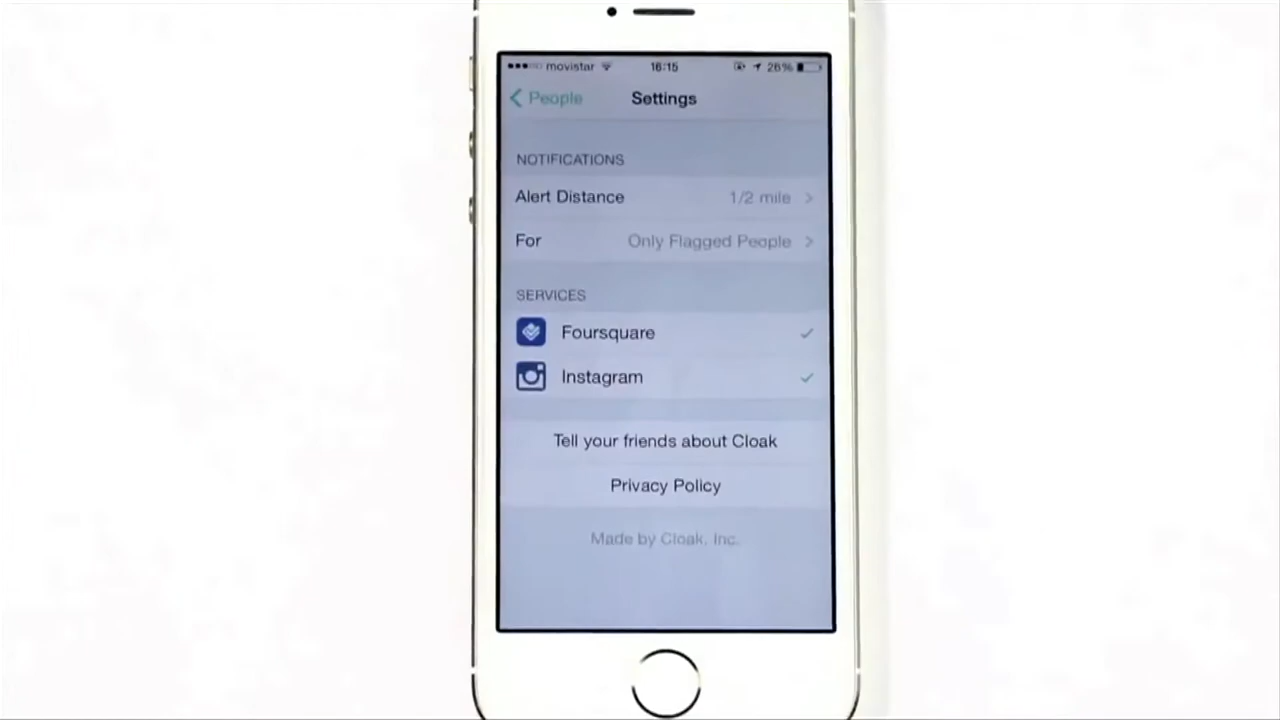 movistar 16:15 26%
People Settings
NOTIFICATIONS
Alert Distance 1/2 mile
For Only Flagged People
SERVICES
Foursquare
Instagram
Tell your friends about Cloak
Privacy Policy
Made by Cloak, Inc.